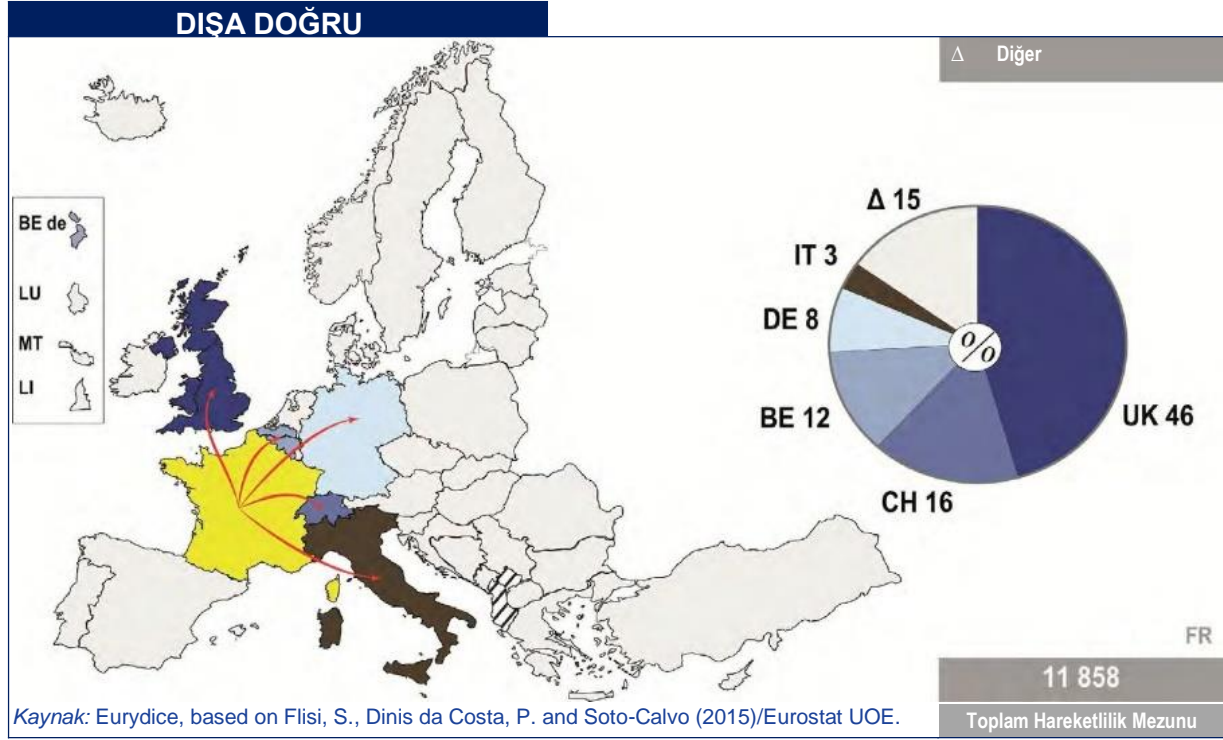 DIŞA DOĞRU
Δ Diğer
BE de
LU
MT
LI
Δ 15
IT 3
DE 8
BE 12
CH 16
UK 46
%
FR
11 858
Toplam Hareketlilik Mezunu
Kaynak: Eurydice, based on Flisi, S., Dinis da Costa, P. and Soto-Calvo (2015)/Eurostat UOE.